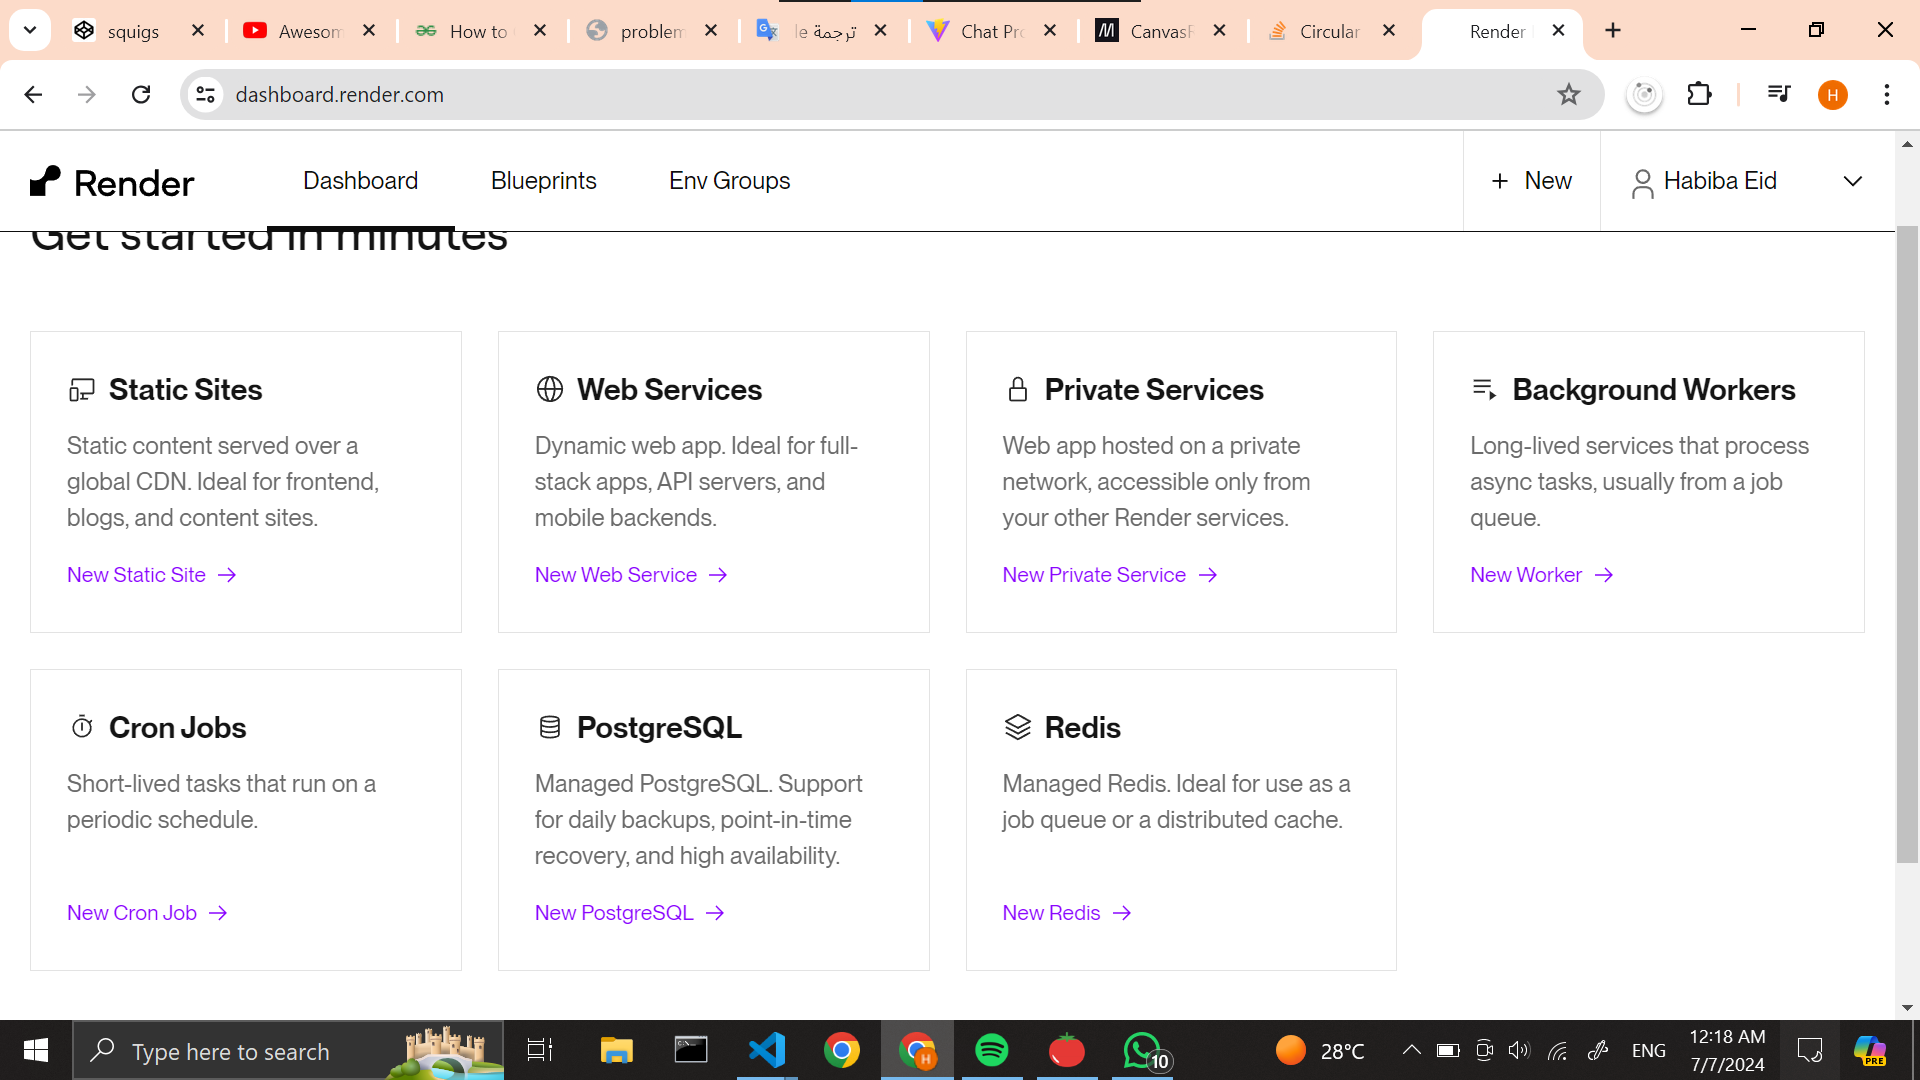 squigs
Awesom
How to
problem
ترجمة le
Chat Pro
CanvasR
Circular
Render
dashboard.render.com
H
Render
Dashboard
Blueprints
Env Groups
+ New
Habiba Eid
Get started in minutes
Static Sites
Static content served over a
global CDN. Ideal for frontend,
blogs, and content sites.
New Static Site →
Web Services
Dynamic web app. Ideal for full-
stack apps, API servers, and
mobile backends.
New Web Service →
Private Services
Web app hosted on a private
network, accessible only from
your other Render services.
New Private Service →
Background Workers
Long-lived services that process
async tasks, usually from a job
queue.
New Worker →
Cron Jobs
Short-lived tasks that run on a
periodic schedule.
New Cron Job →
PostgreSQL
Managed PostgreSQL. Support
for daily backups, point-in-time
recovery, and high availability.
New PostgreSQL →
Redis
Managed Redis. Ideal for use as a
job queue or a distributed cache.
New Redis →
Type here to search
H
10
28°C
ENG
12:18 AM
7/7/2024
PRE